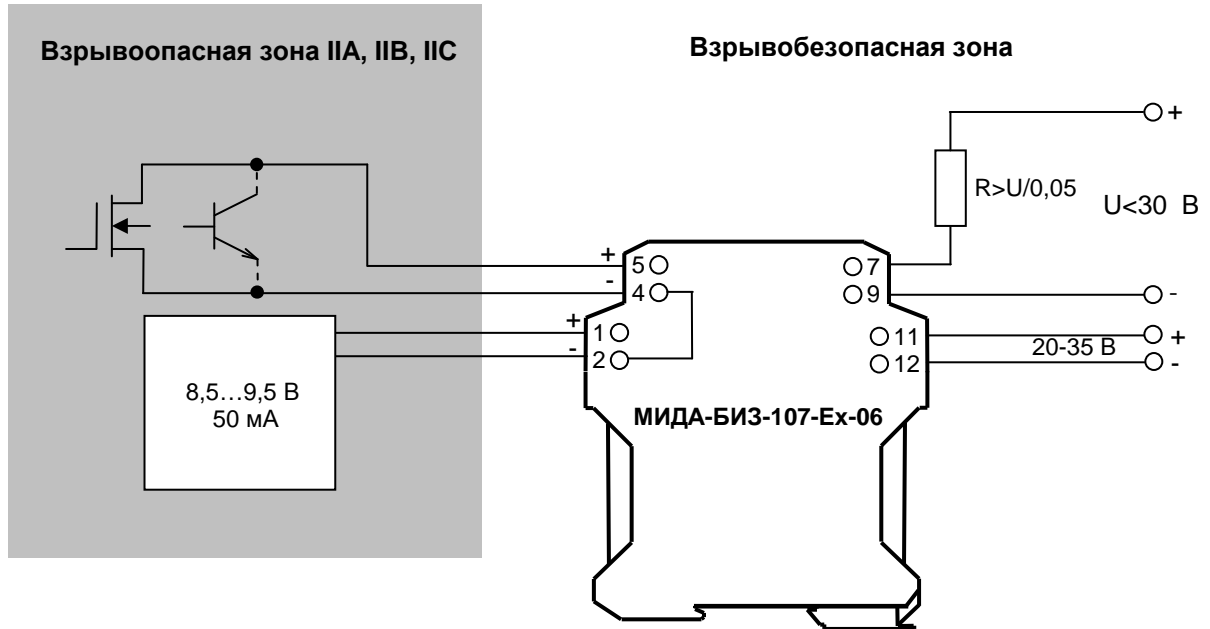 Взрывоопасная зона IIA, IIB, IIC
Взрывобезопасная зона
+
R>U/0,05
U<30 В
+ 5
- 4
7
9 -
+ 1
- 2
11 +
20-35 В
12 -
8,5…9,5 В
50 мА
МИДА-БИЗ-107-Ех-06